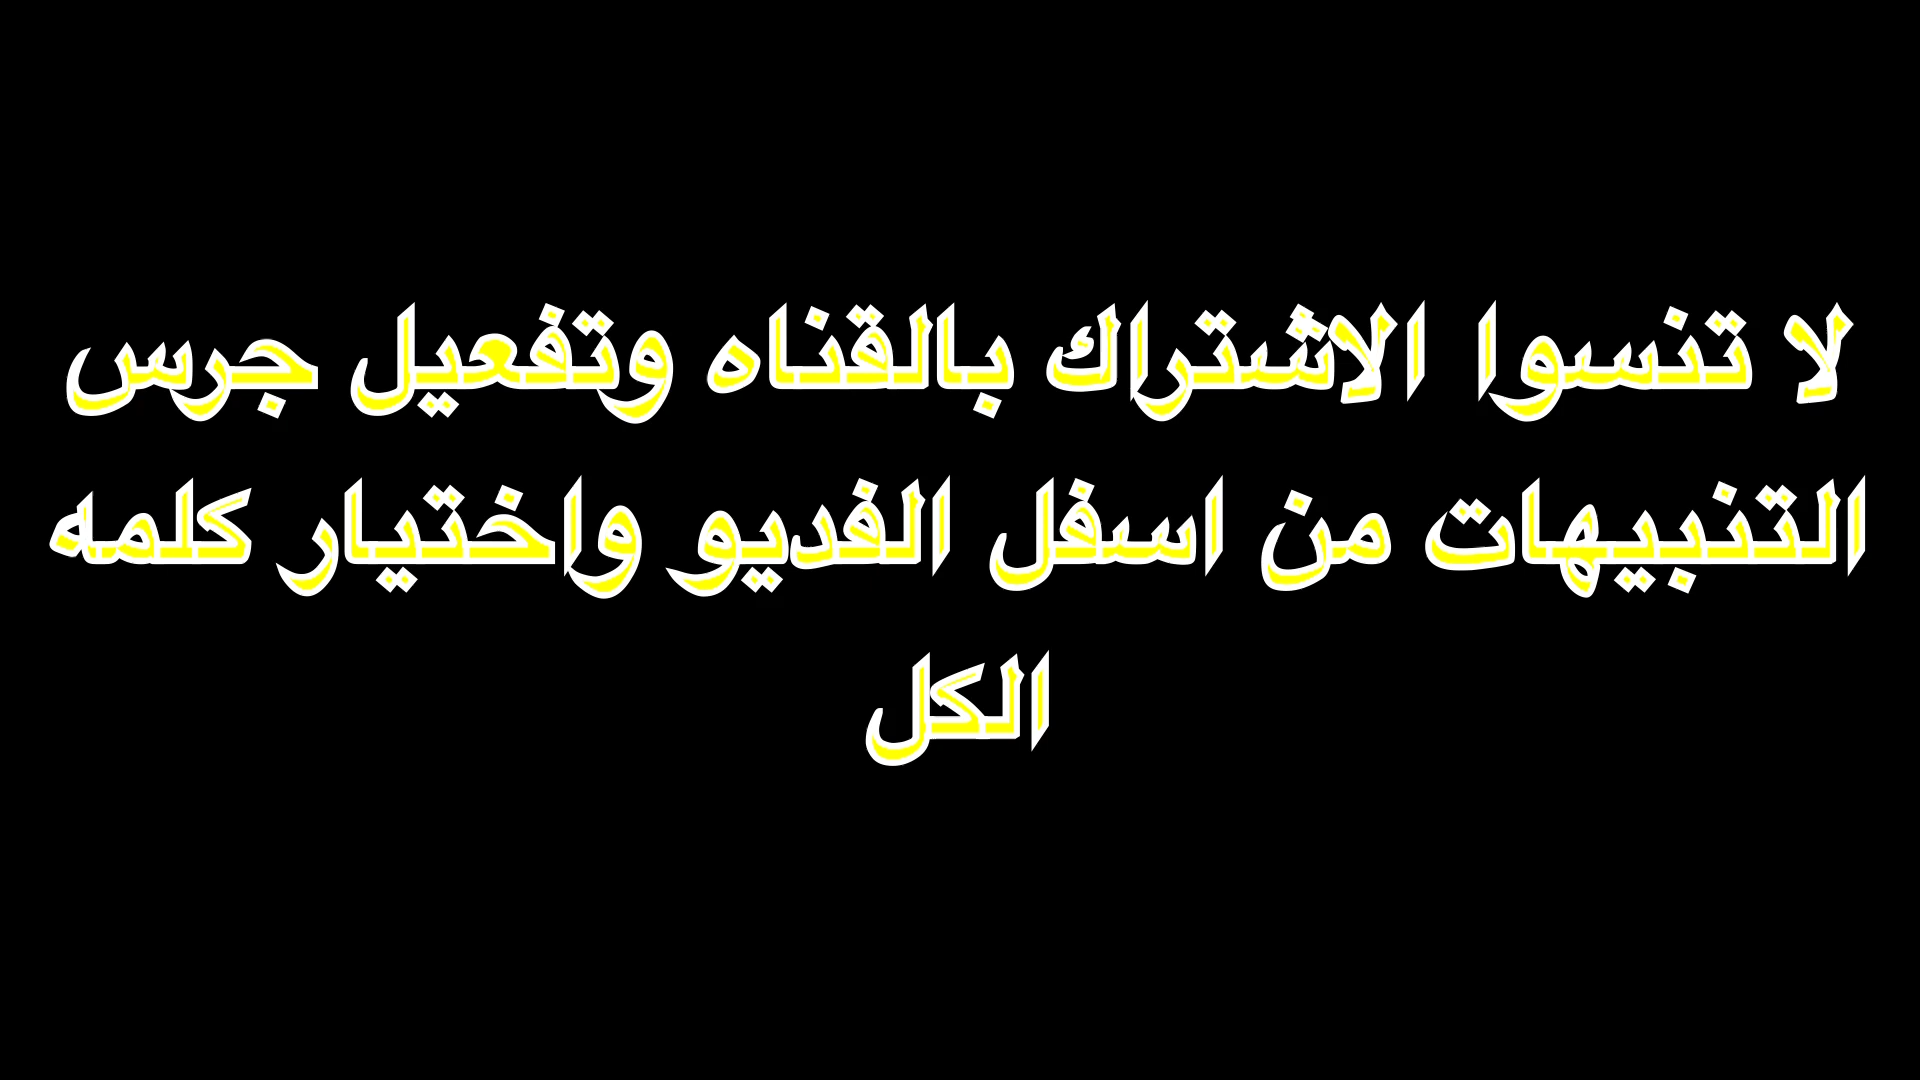 لا تنسوا الاشتراك بالقناه وتفعيل جرس
التنبيهات من اسفل الفديو واختيار كلمه
الكل